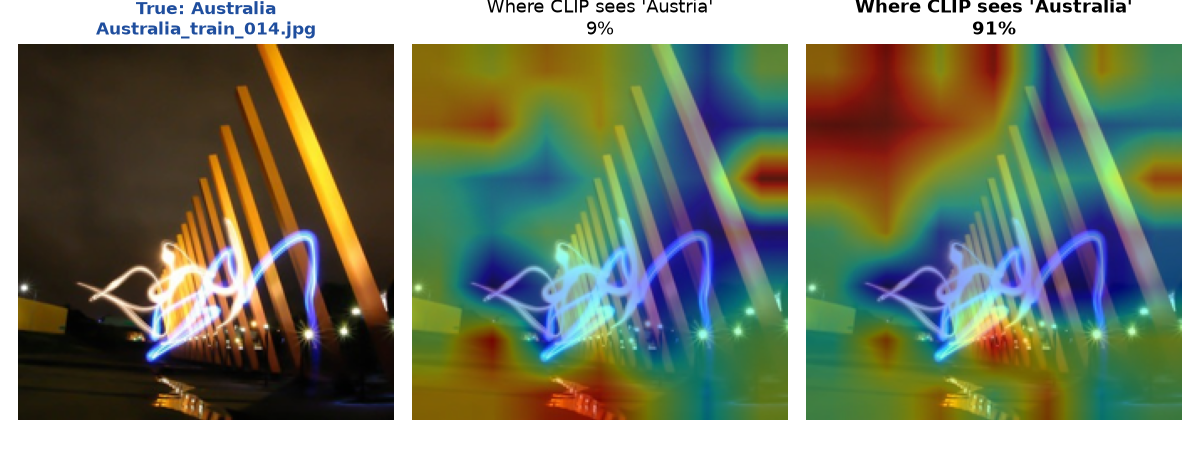 True: Australia
Australia_train_014.jpg
Where CLIP sees 'Austria'
9%
Where CLIP sees 'Australia'
91%